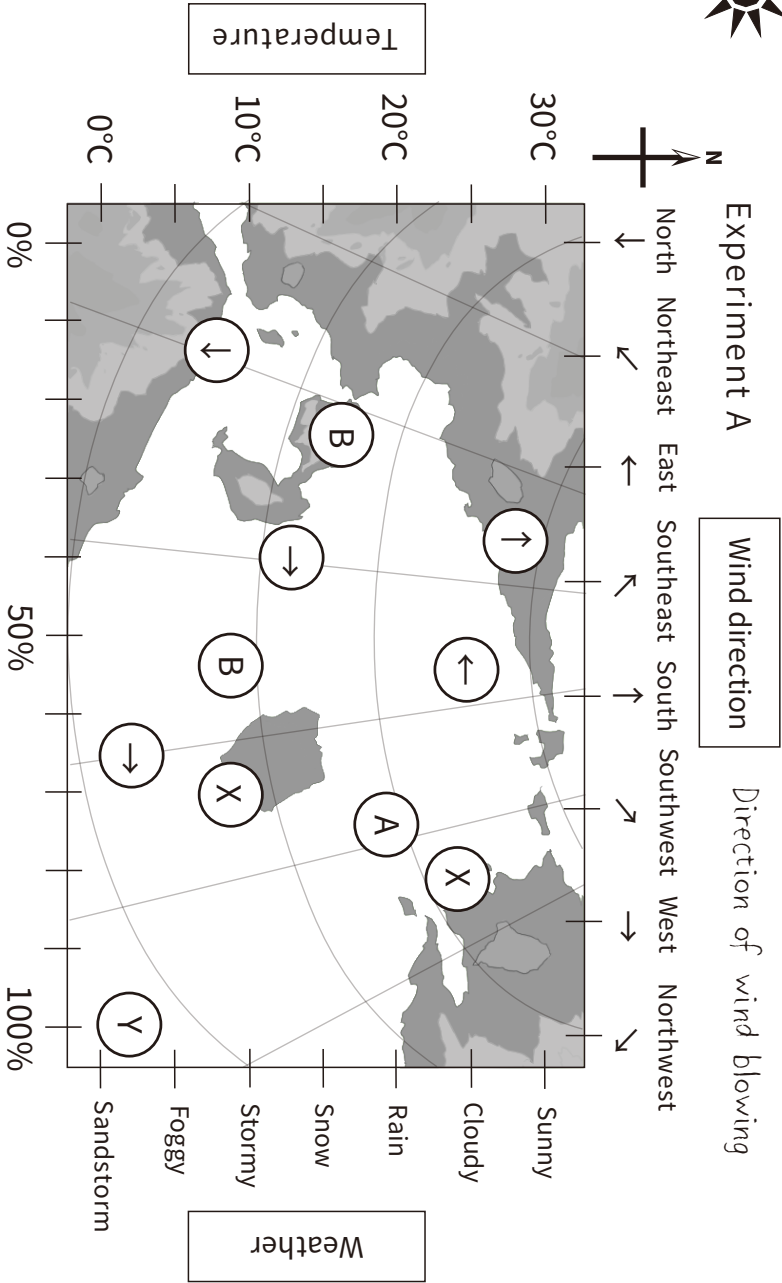 Experiment A
Wind direction
Direction of wind blowing
N
North Northeast East Southeast South Southwest West Northwest
↑ ↗ → ↘ ↓ ↙ ← ↖
Temperature
30°C
20°C
10°C
0°C
Weather
Sunny
Cloudy
Rain
Snow
Stormy
Foggy
Sandstorm
B
B
A
X
X
Y
0%
50%
100%